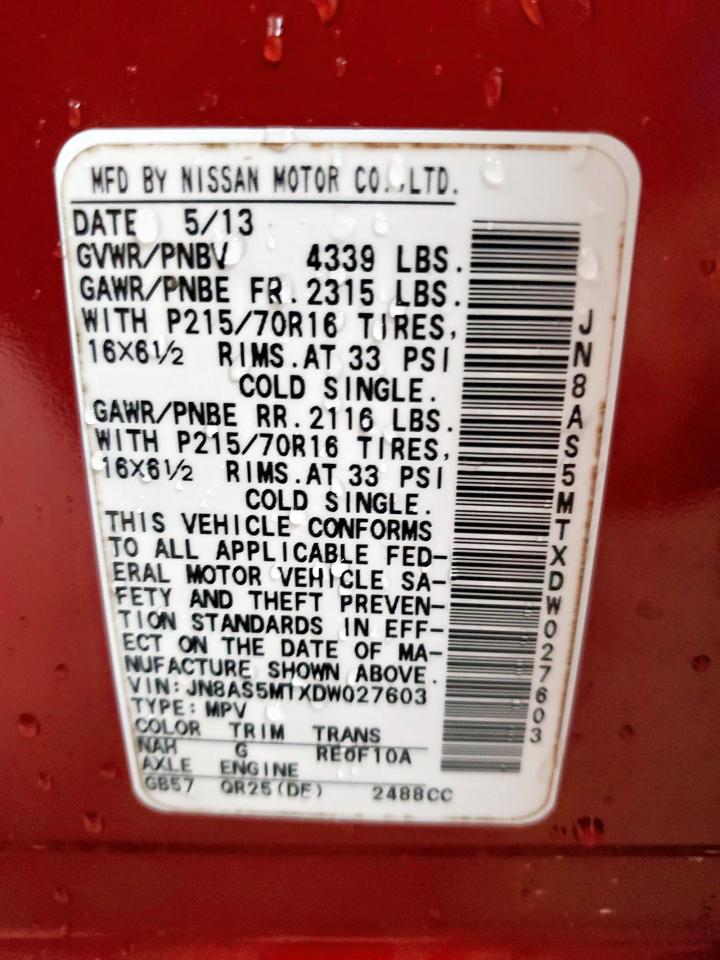 MFD BY NISSAN MOTOR CO.,LTD.
DATE 5/13
GVWR/PNBV 4339 LBS.
GAWR/PNBE FR.2315 LBS.
WITH P215/70R16 TIRES,
16X6½ RIMS.AT 33 PSI
COLD SINGLE.
GAWR/PNBE RR.2116 LBS.
WITH P215/70R16 TIRES,
16X6½ RIMS.AT 33 PSI
COLD SINGLE.
THIS VEHICLE CONFORMS
TO ALL APPLICABLE FED-
ERAL MOTOR VEHICLE SA-
FETY AND THEFT PREVEN-
TION STANDARDS IN EFF-
ECT ON THE DATE OF MA-
NUFACTURE SHOWN ABOVE.
VIN:JN8AS5MTXDW027603
TYPE:MPV
COLOR TRIM TRANS
NAH G RE0F10A
AXLE ENGINE
GB57 QR25(DE) 2488CC
JN8AS5MTXDW027603